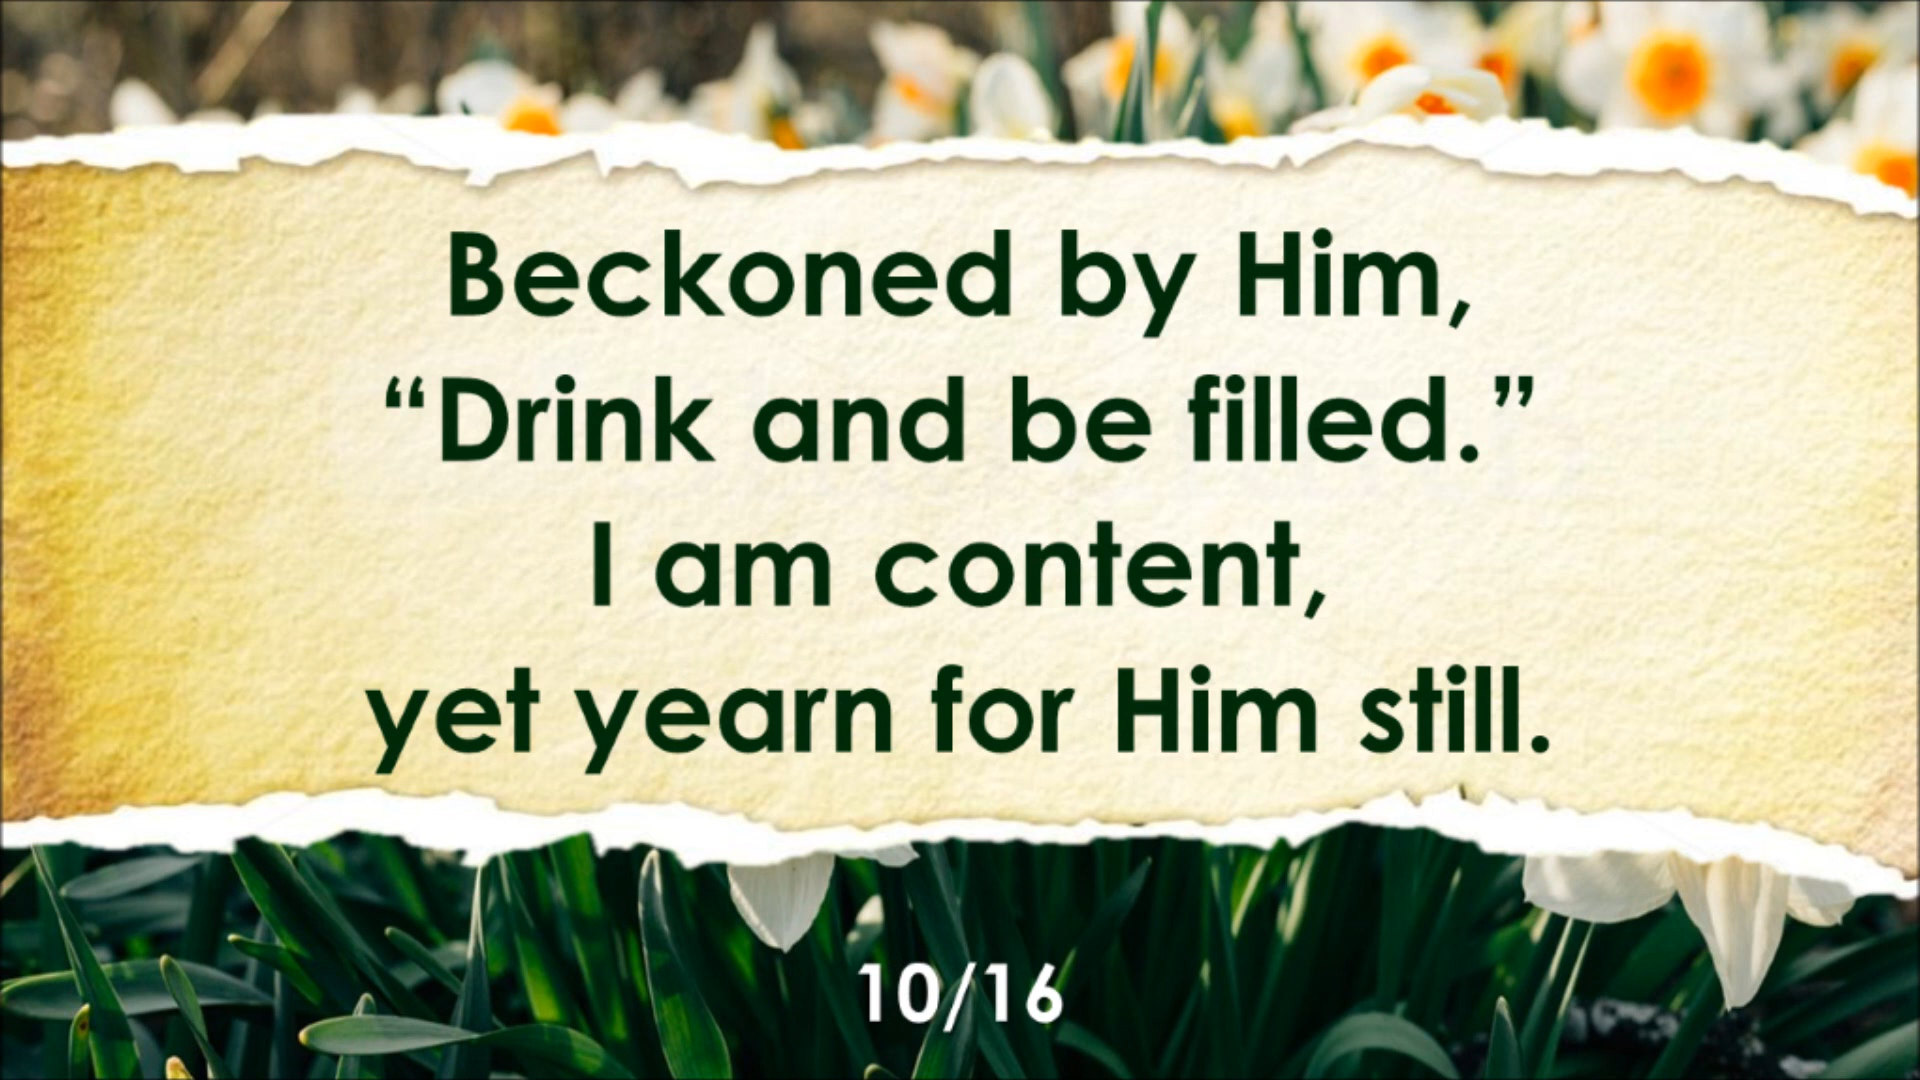 Beckoned by Him,
“Drink and be filled.”
I am content,
yet yearn for Him still.
10/16